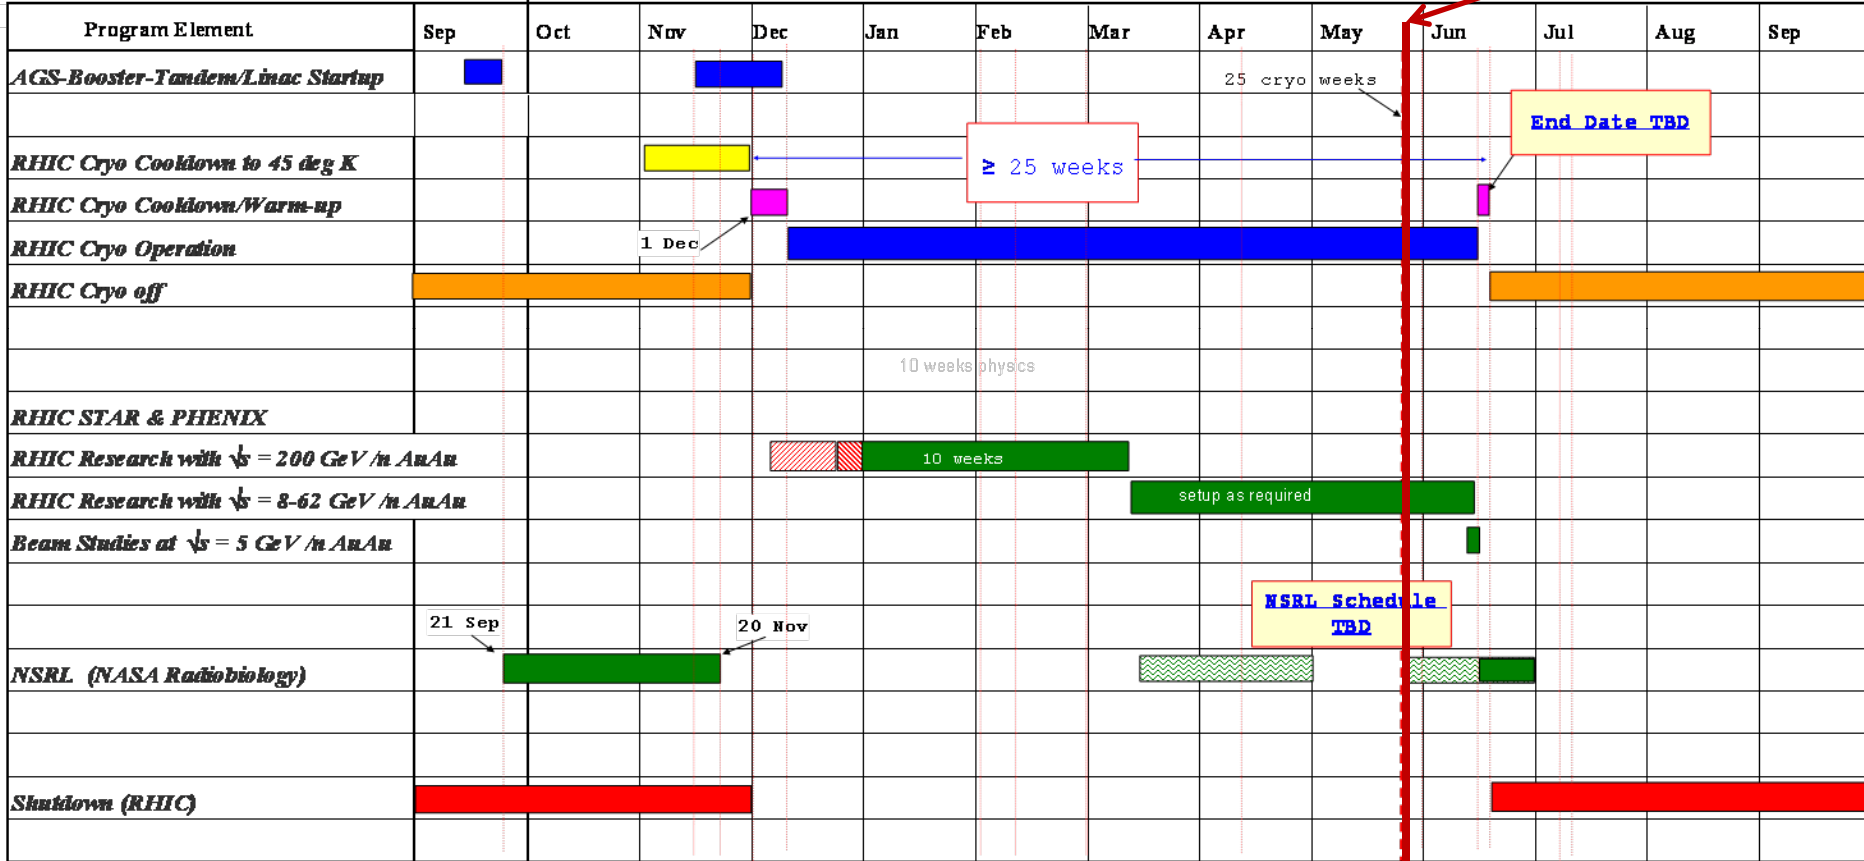 Program Element Sep Oct Nov Dec Jan Feb Mar Apr May Jun Jul Aug Sep
AGS-Booster-Tandem/Linac Startup
25 cryo weeks
End Date TBD
RHIC Cryo Cooldown to 45 deg K
≥ 25 weeks
RHIC Cryo Cooldown/Warm-up
1 Dec
RHIC Cryo Operation
RHIC Cryo off
10 weeks physics
RHIC STAR & PHENIX
RHIC Research with √s = 200 GeV/n AuAu
10 weeks
RHIC Research with √s = 8-62 GeV/n AuAu
setup as required
Beam Studies at √s = 5 GeV/n AuAu
NSRL Schedule
TBD
21 Sep
20 Nov
NSRL (NASA Radiobiology)
Shutdown (RHIC)